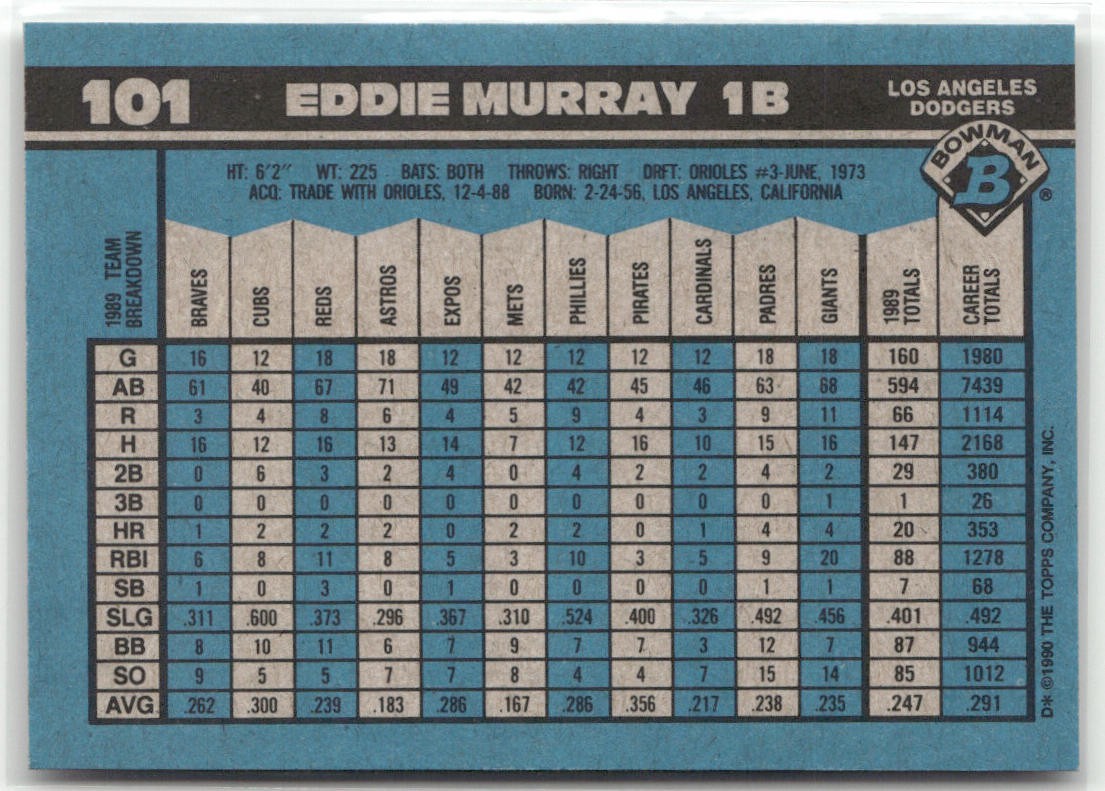 101 EDDIE MURRAY 1B LOS ANGELES DODGERS
BOWMAN
B ®
HT: 6'2" WT: 225 BATS: BOTH THROWS: RIGHT DRFT: ORIOLES #3-JUNE, 1973
ACQ: TRADE WITH ORIOLES, 12-4-88 BORN: 2-24-56, LOS ANGELES, CALIFORNIA
1989 TEAM BREAKDOWN BRAVES CUBS REDS ASTROS EXPOS METS PHILLIES PIRATES CARDINALS PADRES GIANTS 1989 TOTALS CAREER TOTALS
G 16 12 18 18 12 12 12 12 12 18 18 160 1980
AB 61 40 67 71 49 42 42 45 46 63 68 594 7439
R 3 4 8 6 4 5 9 4 3 9 11 66 1114
H 16 12 16 13 14 7 12 16 10 15 16 147 2168
2B 0 6 3 2 4 0 4 2 2 4 2 29 380
3B 0 0 0 0 0 0 0 0 0 0 1 1 26
HR 1 2 2 2 0 2 2 0 1 4 4 20 353
RBI 6 8 11 8 5 3 10 3 5 9 20 88 1278
SB 1 0 3 0 1 0 0 0 0 1 1 7 68
SLG .311 .600 .373 .296 .367 .310 .524 .400 .326 .492 .456 .401 .492
BB 8 10 11 6 7 9 7 7 3 12 7 87 944
SO 9 5 5 7 7 8 4 4 7 15 14 85 1012
AVG .262 .300 .239 .183 .286 .167 .286 .356 .217 .238 .235 .247 .291
D* ©1990 THE TOPPS COMPANY, INC.